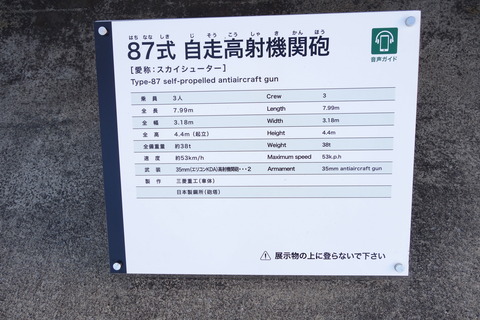 はち なな しき じ そう こう しゃ き かん ほう
87式 自走高射機関砲
[愛称：スカイシューター]
Type-87 self-propelled antiaircraft gun
音声ガイド
乗員 3人 Crew 3
全長 7.99m Length 7.99m
全幅 3.18m Width 3.18m
全高 4.4m（起立） Height 4.4m
全備重量 約38t Weight 38t
速度 約53km/h Maximum speed 53k.p.h
武装 35mm(エリコンKDA)高射機関砲・・・2 Armament 35mm antiaircraft gun
製作 三菱重工（車体）
日本製鋼所（砲塔）
展示物の上に登らないで下さい